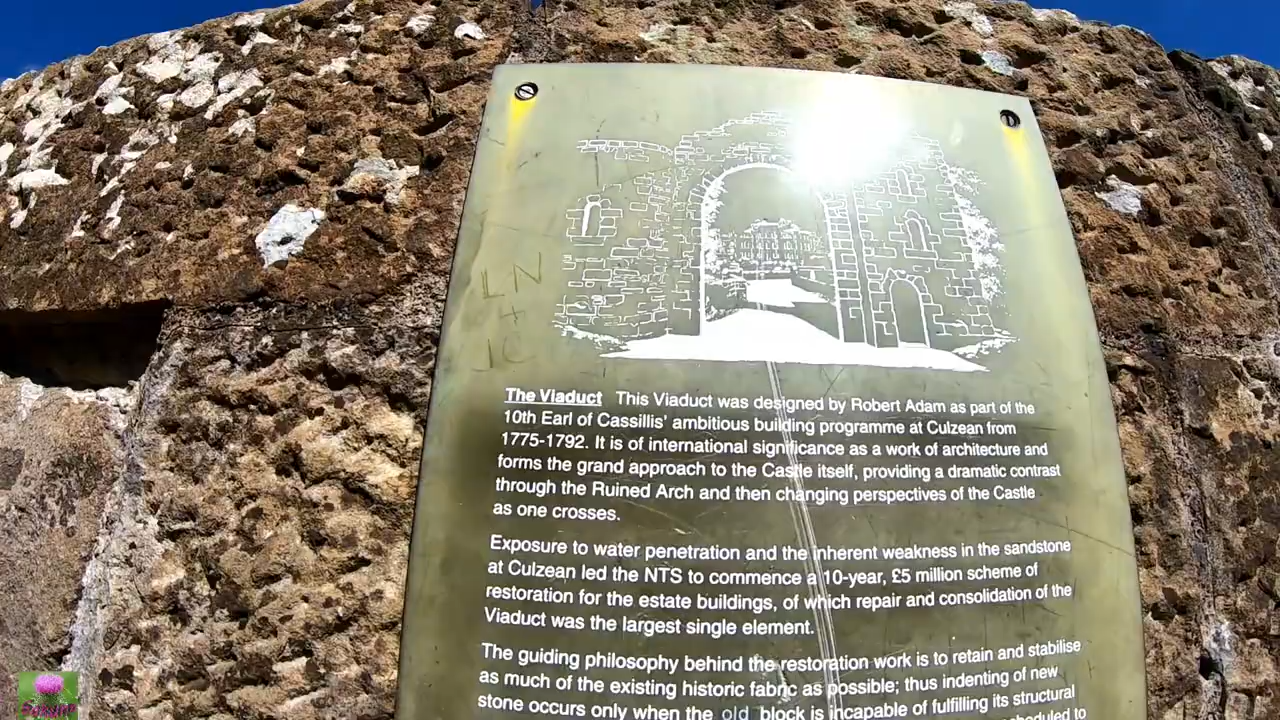 LN
+
IC
The Viaduct This Viaduct was designed by Robert Adam as part of the
10th Earl of Cassillis' ambitious building programme at Culzean from
1775-1792. It is of international significance as a work of architecture and
forms the grand approach to the Castle itself, providing a dramatic contrast
through the Ruined Arch and then changing perspectives of the Castle
as one crosses.
Exposure to water penetration and the inherent weakness in the sandstone
at Culzean led the NTS to commence a 10-year, £5 million scheme of
restoration for the estate buildings, of which repair and consolidation of the
Viaduct was the largest single element.
The guiding philosophy behind the restoration work is to retain and stabilise
as much of the existing historic fabric as possible; thus indenting of new
stone occurs only when the old block is incapable of fulfilling its structural
scheduled to